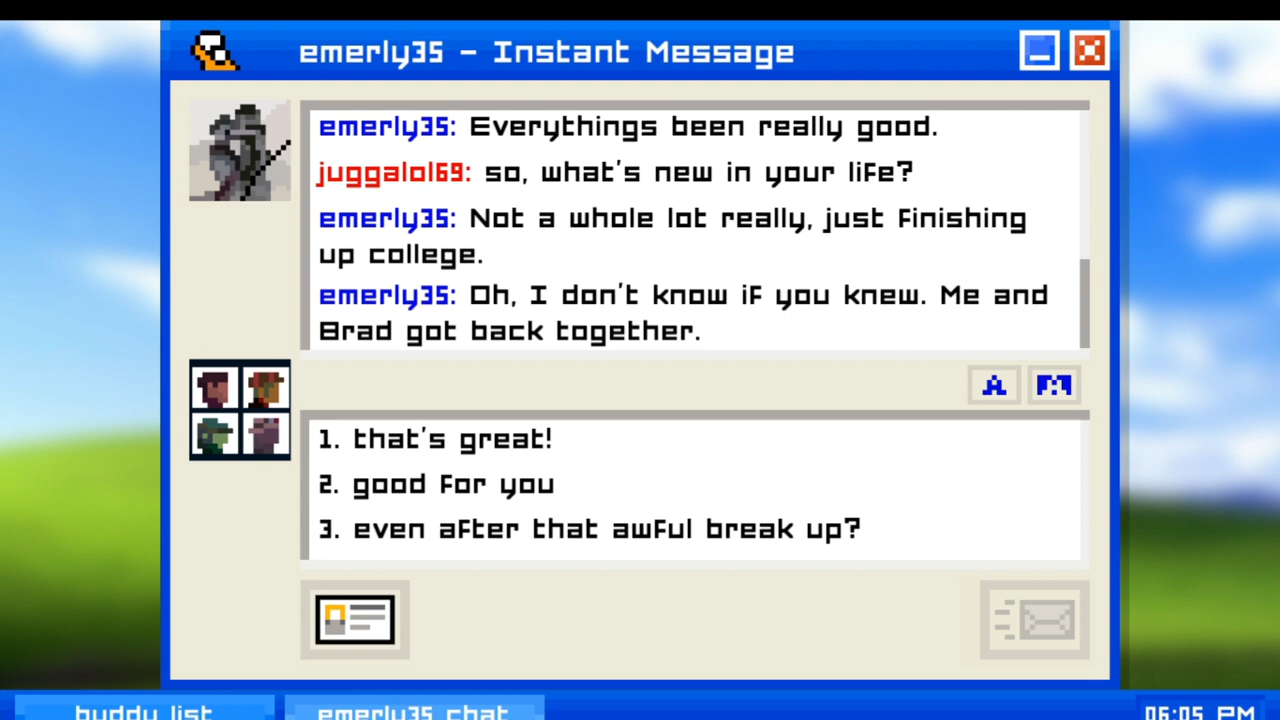 emerly35 - Instant Message
emerly35: Everythings been really good.
juggalol69: so, what's new in your life?
emerly35: Not a whole lot really, just finishing
up college.
emerly35: Oh, I don't know if you knew. Me and
Brad got back together.
A M
1. that's great!
2. good for you
3. even after that awful break up?
buddy list
emerly35 chat
06:05 PM